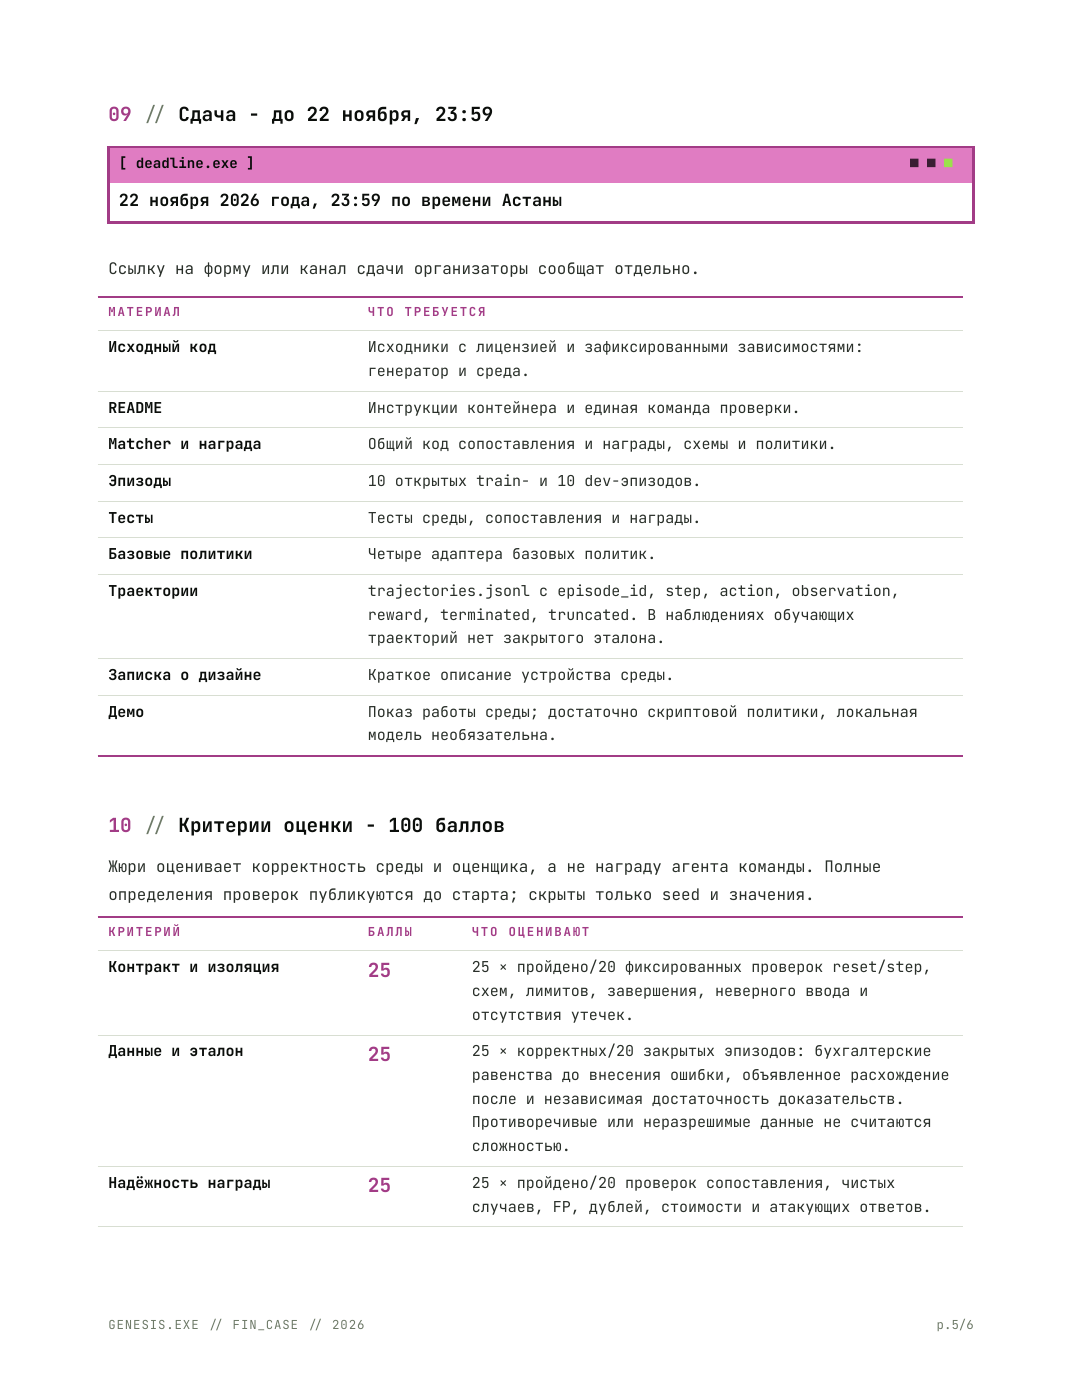 09 // Сдача - до 22 ноября, 23:59
[ deadline.exe ]
22 ноября 2026 года, 23:59 по времени Астаны
Ссылку на форму или канал сдачи организаторы сообщат отдельно.
МАТЕРИАЛ ЧТО ТРЕБУЕТСЯ
Исходный код Исходники с лицензией и зафиксированными зависимостями:
генератор и среда.
README Инструкции контейнера и единая команда проверки.
Matcher и награда Общий код сопоставления и награды, схемы и политики.
Эпизоды 10 открытых train- и 10 dev-эпизодов.
Тесты Тесты среды, сопоставления и награды.
Базовые политики Четыре адаптера базовых политик.
Траектории trajectories.jsonl с episode_id, step, action, observation,
reward, terminated, truncated. В наблюдениях обучающих
траекторий нет закрытого эталона.
Записка о дизайне Краткое описание устройства среды.
Демо Показ работы среды; достаточно скриптовой политики, локальная
модель необязательна.
10 // Критерии оценки - 100 баллов
Жюри оценивает корректность среды и оценщика, а не награду агента команды. Полные
определения проверок публикуются до старта; скрыты только seed и значения.
КРИТЕРИЙ БАЛЛЫ ЧТО ОЦЕНИВАЮТ
Контракт и изоляция 25 25 × пройдено/20 фиксированных проверок reset/step,
схем, лимитов, завершения, неверного ввода и
отсутствия утечек.
Данные и эталон 25 25 × корректных/20 закрытых эпизодов: бухгалтерские
равенства до внесения ошибки, объявленное расхождение
после и независимая достаточность доказательств.
Противоречивые или неразрешимые данные не считаются
сложностью.
Надёжность награды 25 25 × пройдено/20 проверок сопоставления, чистых
случаев, FP, дублей, стоимости и атакующих ответов.
GENESIS.EXE // FIN_CASE // 2026 p.5/6